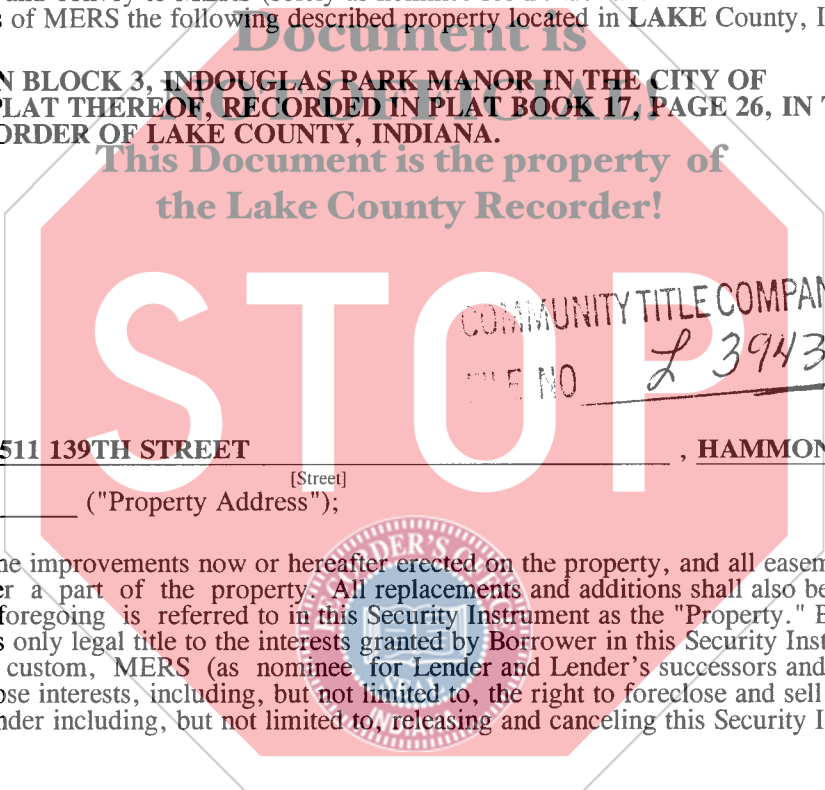 s of MERS the following described property located in LAKE County, I
Document is
N BLOCK 3, INDOUGLAS PARK MANOR IN THE CITY OF
NOT OFFICIAL!
PLAT THEREOF, RECORDED IN PLAT BOOK 17, PAGE 26, IN T
ORDER OF LAKE COUNTY, INDIANA.
This Document is the property of
the Lake County Recorder!
STOP
COMMUNITY TITLE COMPAN
FILE NO L 3943
511 139TH STREET , HAMMON
[Street]
("Property Address");
he improvements now or hereafter erected on the property, and all easem
er a part of the property. All replacements and additions shall also be
foregoing is referred to in this Security Instrument as the "Property." B
s only legal title to the interests granted by Borrower in this Security Inst
custom, MERS (as nominee for Lender and Lender's successors and
ose interests, including, but not limited to, the right to foreclose and sell
nder including, but not limited to, releasing and canceling this Security I
SEAL
INDIANA